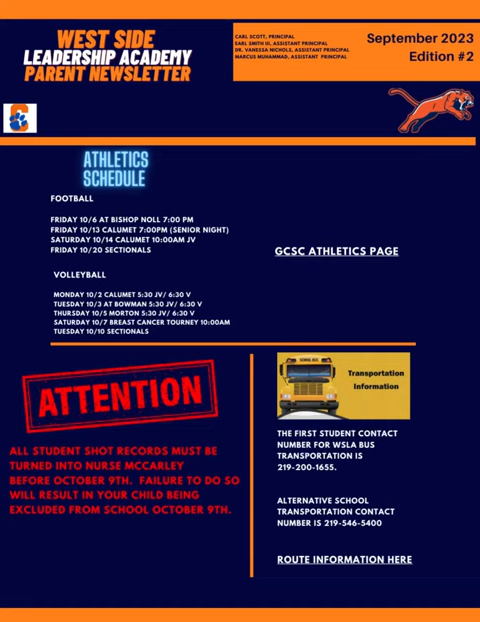 WEST SIDE
LEADERSHIP ACADEMY
PARENT NEWSLETTER
CARL SCOTT, PRINCIPAL
EARL SMITH III, ASSISTANT PRINCIPAL
DR. VANESSA NICHOLS, ASSISTANT PRINCIPAL
MARCUS MUHAMMAD, ASSISTANT PRINCIPAL
September 2023
Edition #2
ATHLETICS
SCHEDULE
FOOTBALL
FRIDAY 10/6 AT BISHOP NOLL 7:00 PM
FRIDAY 10/13 CALUMET 7:00PM (SENIOR NIGHT)
SATURDAY 10/14 CALUMET 10:00AM JV
FRIDAY 10/20 SECTIONALS
GCSC ATHLETICS PAGE
VOLLEYBALL
MONDAY 10/2 CALUMET 5:30 JV/ 6:30 V
TUESDAY 10/3 AT BOWMAN 5:30 JV/ 6:30 V
THURSDAY 10/5 MORTON 5:30 JV/ 6:30 V
SATURDAY 10/7 BREAST CANCER TOURNEY 10:00AM
TUESDAY 10/10 SECTIONALS
ATTENTION
ALL STUDENT SHOT RECORDS MUST BE
TURNED INTO NURSE MCCARLEY
BEFORE OCTOBER 9TH. FAILURE TO DO SO
WILL RESULT IN YOUR CHILD BEING
EXCLUDED FROM SCHOOL OCTOBER 9TH.
SCHOOL BUS
Transportation
Information
THE FIRST STUDENT CONTACT
NUMBER FOR WSLA BUS
TRANSPORTATION IS
219-200-1655.
ALTERNATIVE SCHOOL
TRANSPORTATION CONTACT
NUMBER IS 219-546-5400
ROUTE INFORMATION HERE